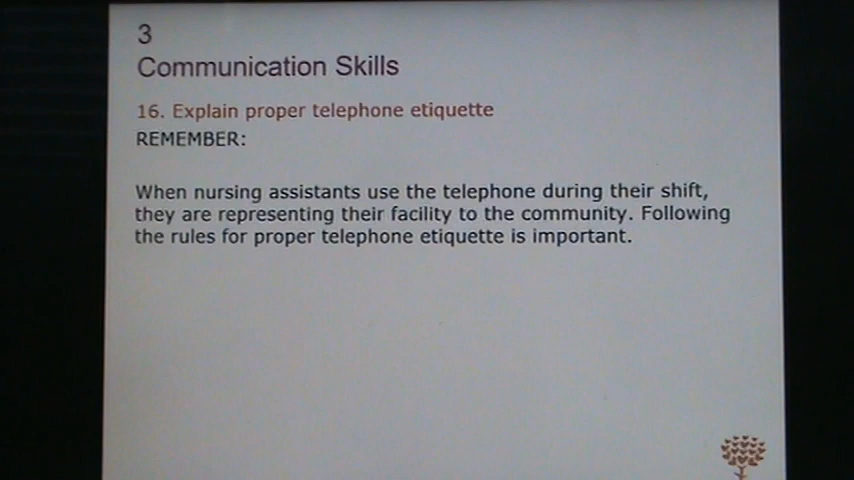 3
Communication Skills
16. Explain proper telephone etiquette
REMEMBER:
When nursing assistants use the telephone during their shift,
they are representing their facility to the community. Following
the rules for proper telephone etiquette is important.